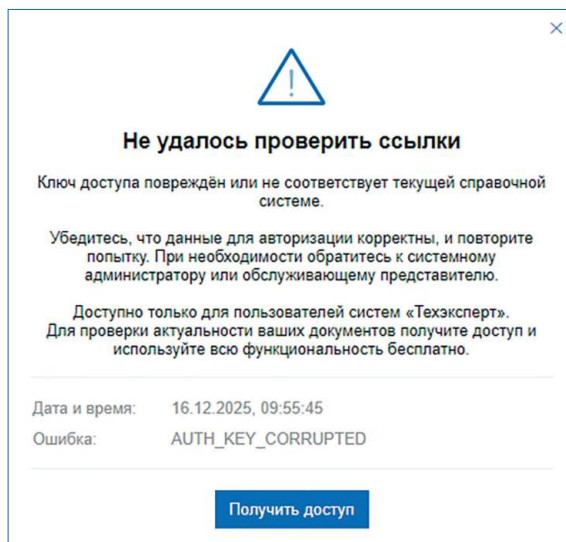 Не удалось проверить ссылки
Ключ доступа повреждён или не соответствует текущей справочной
системе.
Убедитесь, что данные для авторизации корректны, и повторите
попытку. При необходимости обратитесь к системному
администратору или обслуживающему представителю.
Доступно только для пользователей систем «Техэксперт».
Для проверки актуальности ваших документов получите доступ и
используйте всю функциональность бесплатно.
Дата и время: 16.12.2025, 09:55:45
Ошибка: AUTH_KEY_CORRUPTED
Получить доступ